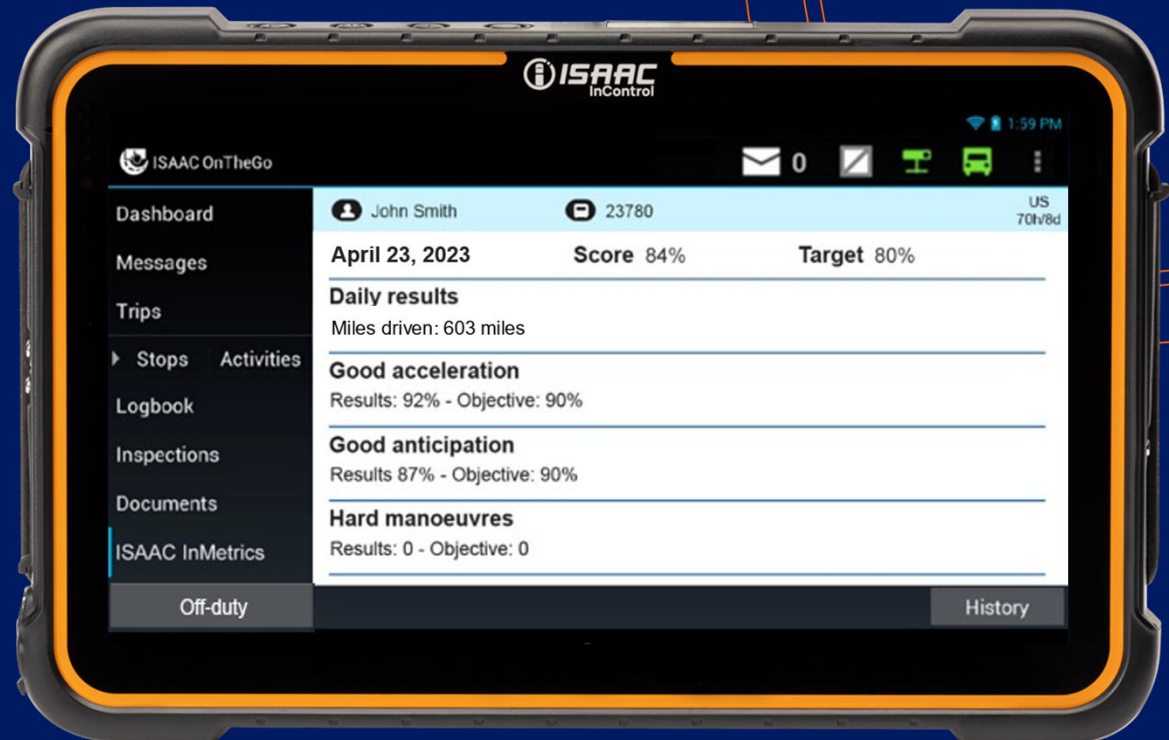 ISAAC
InControl
1:59 PM
ISAAC OnTheGo
0
Dashboard
Messages
Trips
Stops Activities
Logbook
Inspections
Documents
ISAAC InMetrics
Off-duty
John Smith 23780 US
70h/8d
April 23, 2023 Score 84% Target 80%
Daily results
Miles driven: 603 miles
Good acceleration
Results: 92% - Objective: 90%
Good anticipation
Results 87% - Objective: 90%
Hard manoeuvres
Results: 0 - Objective: 0
History